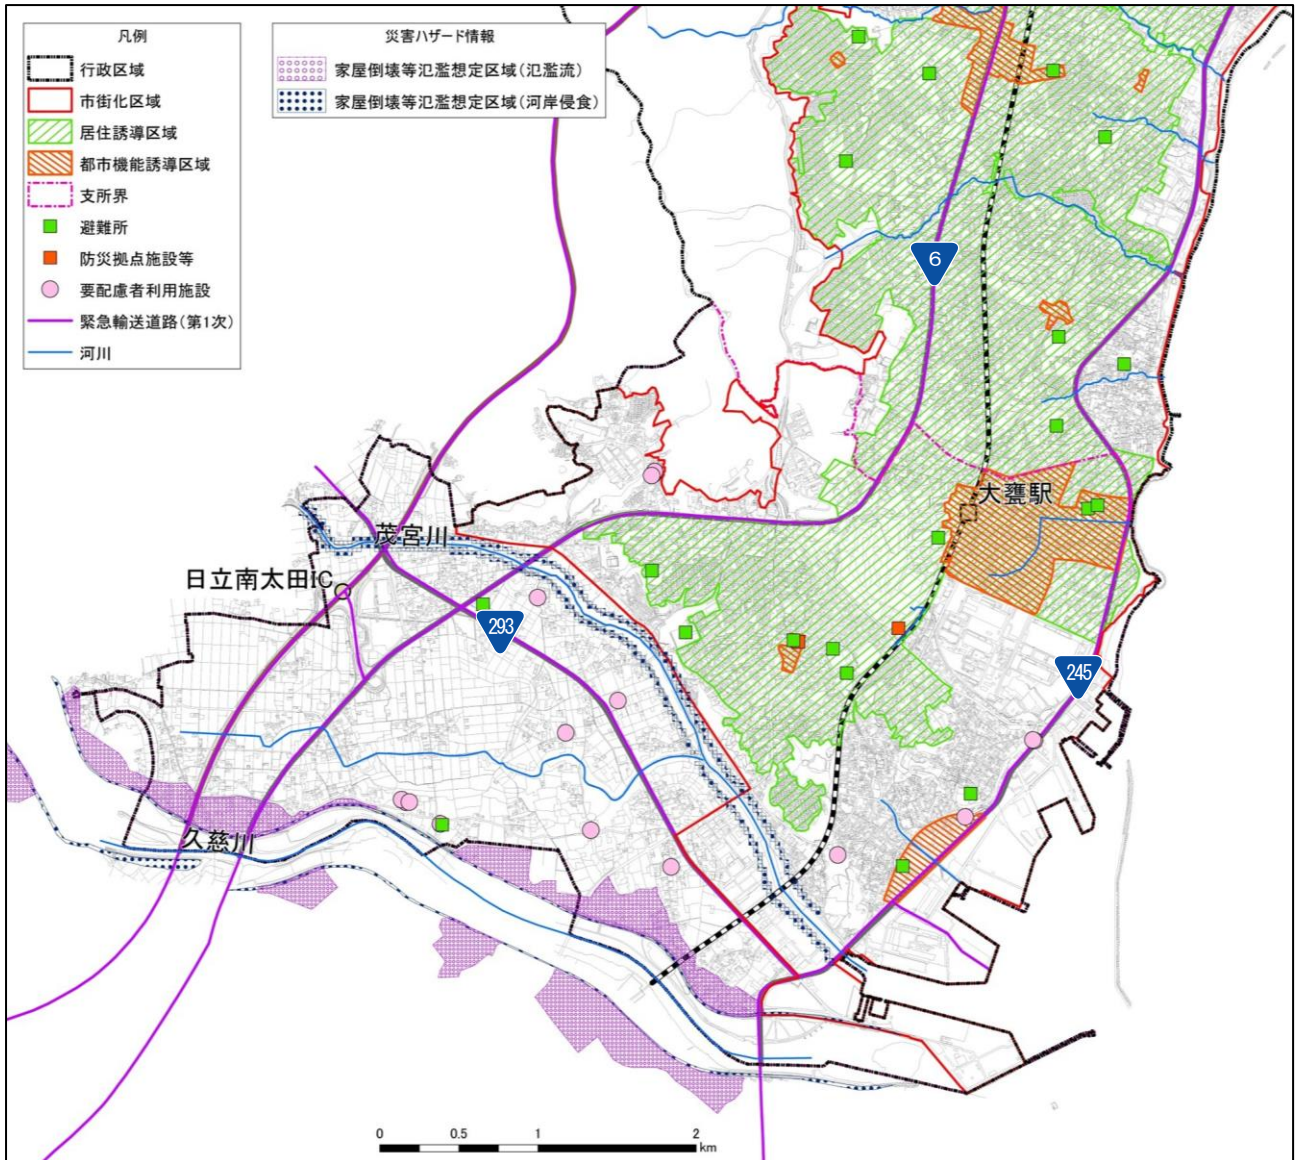 凡例
行政区域
市街化区域
居住誘導区域
都市機能誘導区域
支所界
避難所
防災拠点施設等
要配慮者利用施設
緊急輸送道路(第1次)
河川
災害ハザード情報
家屋倒壊等氾濫想定区域(氾濫流)
家屋倒壊等氾濫想定区域(河岸侵食)
6
大甕駅
茂宮川
日立南太田IC
293
245
久慈川
0 0.5 1 2
km